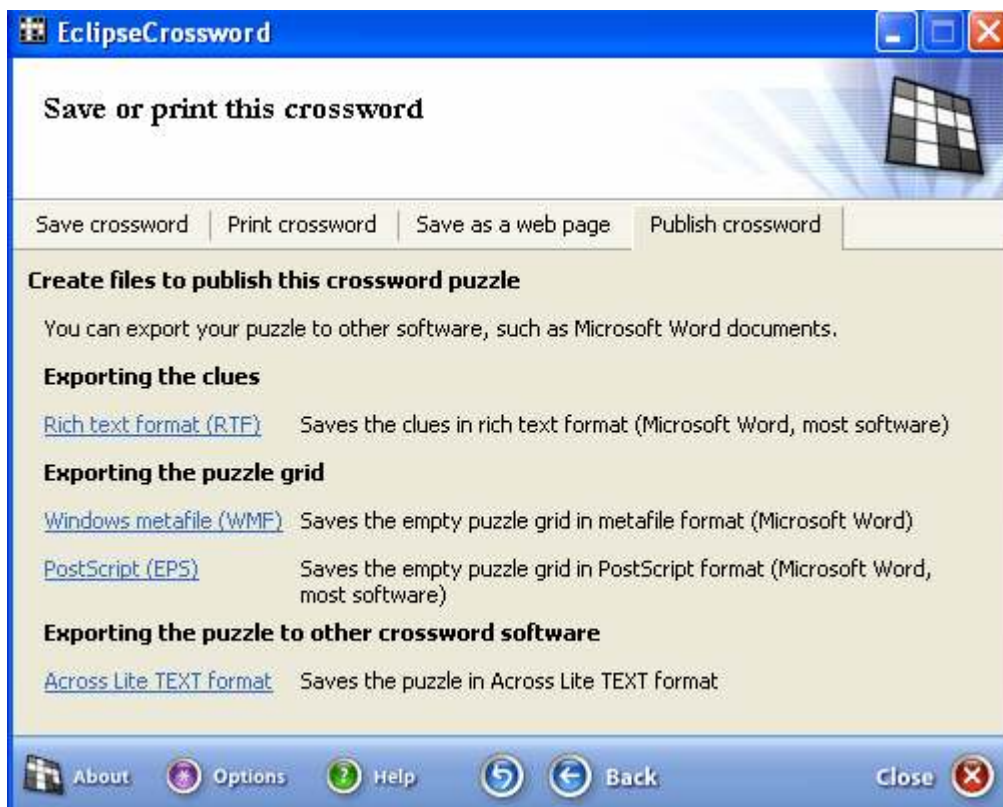 EclipseCrossword
Save or print this crossword
Save crossword Print crossword Save as a web page Publish crossword
Create files to publish this crossword puzzle
You can export your puzzle to other software, such as Microsoft Word documents.
Exporting the clues
Rich text format (RTF) Saves the clues in rich text format (Microsoft Word, most software)
Exporting the puzzle grid
Windows metafile (WMF) Saves the empty puzzle grid in metafile format (Microsoft Word)
PostScript (EPS) Saves the empty puzzle grid in PostScript format (Microsoft Word,
most software)
Exporting the puzzle to other crossword software
Across Lite TEXT format Saves the puzzle in Across Lite TEXT format
About Options Help Back Close